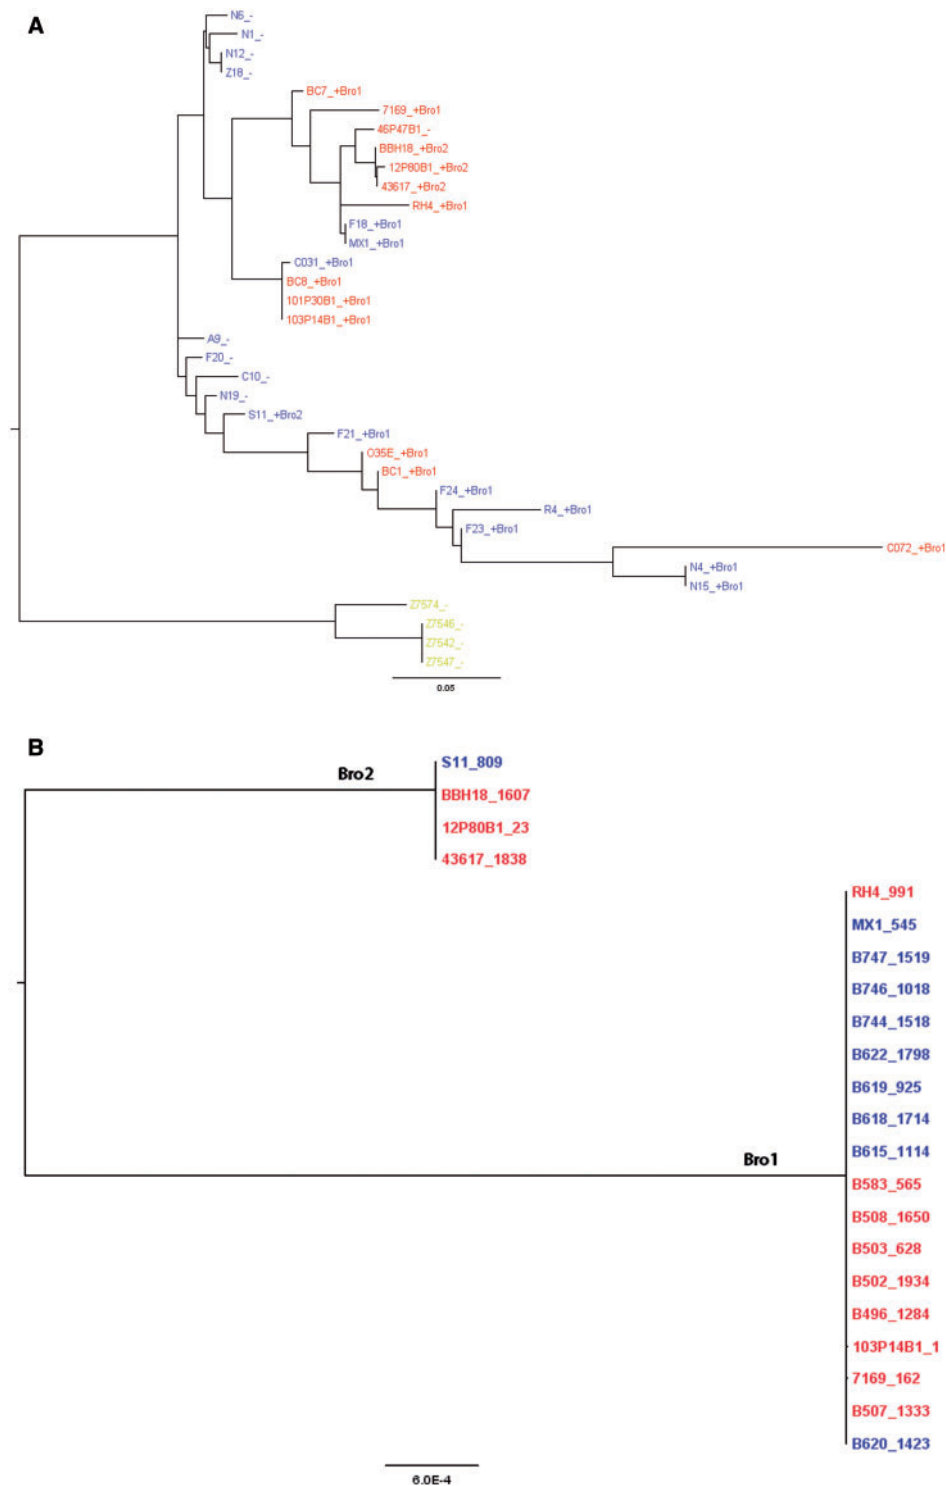 A
N6_-
N1_-
N12_-
Z18_-
BC7_+Bro1
7169_+Bro1
46P47B1_-
BBH18_+Bro2
12P80B1_+Bro2
43617_+Bro2
RH4_+Bro1
F18_+Bro1
MX1_+Bro1
C031_+Bro1
BC8_+Bro1
101P30B1_+Bro1
103P14B1_+Bro1
A9_-
F20_-
C10_-
N19_-
S11_+Bro2
F21_+Bro1
O35E_+Bro1
BC1_+Bro1
F24_+Bro1
R4_+Bro1
F23_+Bro1
C072_+Bro1
N4_+Bro1
N15_+Bro1
Z7574_-
Z7546_-
Z7542_-
Z7547_-
0.05
B
Bro2
S11_809
BBH18_1607
12P80B1_23
43617_1838
RH4_991
MX1_545
B747_1519
B746_1018
B744_1518
B622_1798
B619_925
B618_1714
B615_1114
Bro1
B583_565
B508_1650
B503_628
B502_1934
B496_1284
103P14B1_1
7169_162
B507_1333
B620_1423
6.0E-4